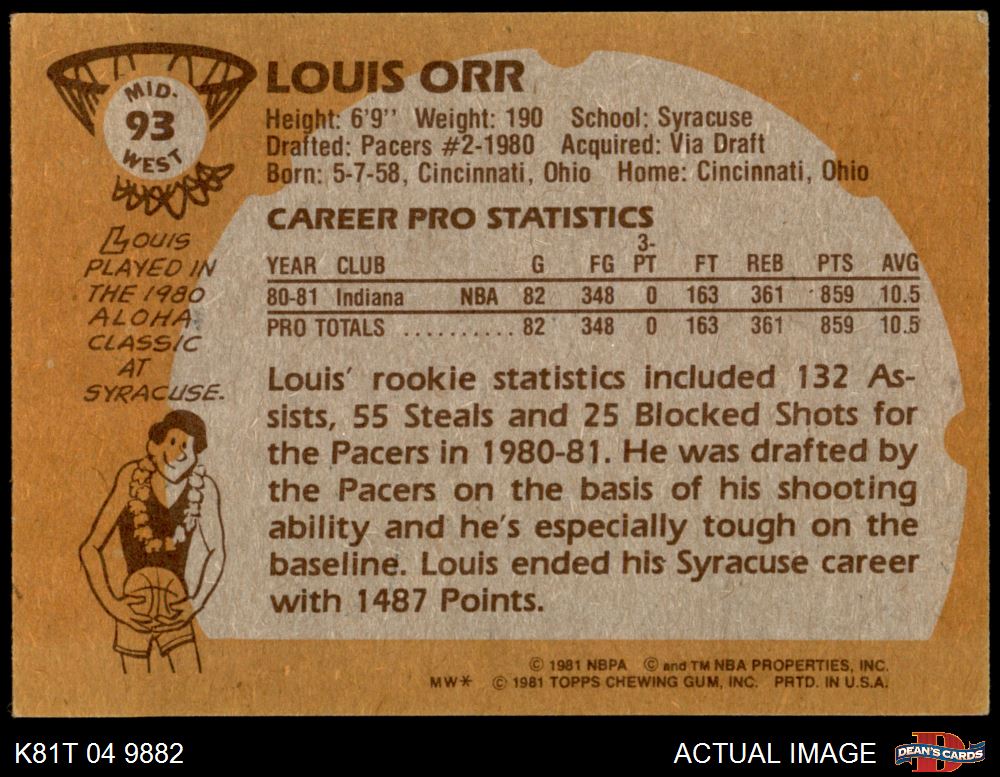 MID-
93
WEST
LOUIS ORR
Height: 6'9'' Weight: 190 School: Syracuse
Drafted: Pacers #2-1980 Acquired: Via Draft
Born: 5-7-58, Cincinnati, Ohio Home: Cincinnati, Ohio
LOUIS
PLAYED IN
THE 1980
ALOHA
CLASSIC
AT
SYRACUSE.
CAREER PRO STATISTICS
YEAR CLUB G FG 3-PT FT REB PTS AVG
80-81 Indiana NBA 82 348 0 163 361 859 10.5
PRO TOTALS .......... 82 348 0 163 361 859 10.5
Louis' rookie statistics included 132 As-
sists, 55 Steals and 25 Blocked Shots for
the Pacers in 1980-81. He was drafted by
the Pacers on the basis of his shooting
ability and he's especially tough on the
baseline. Louis ended his Syracuse career
with 1487 Points.
© 1981 NBPA © and TM NBA PROPERTIES, INC.
MW* © 1981 TOPPS CHEWING GUM, INC. PRTD. IN U.S.A.
K81T 04 9882
ACTUAL IMAGE
D
DEAN'S CARDS